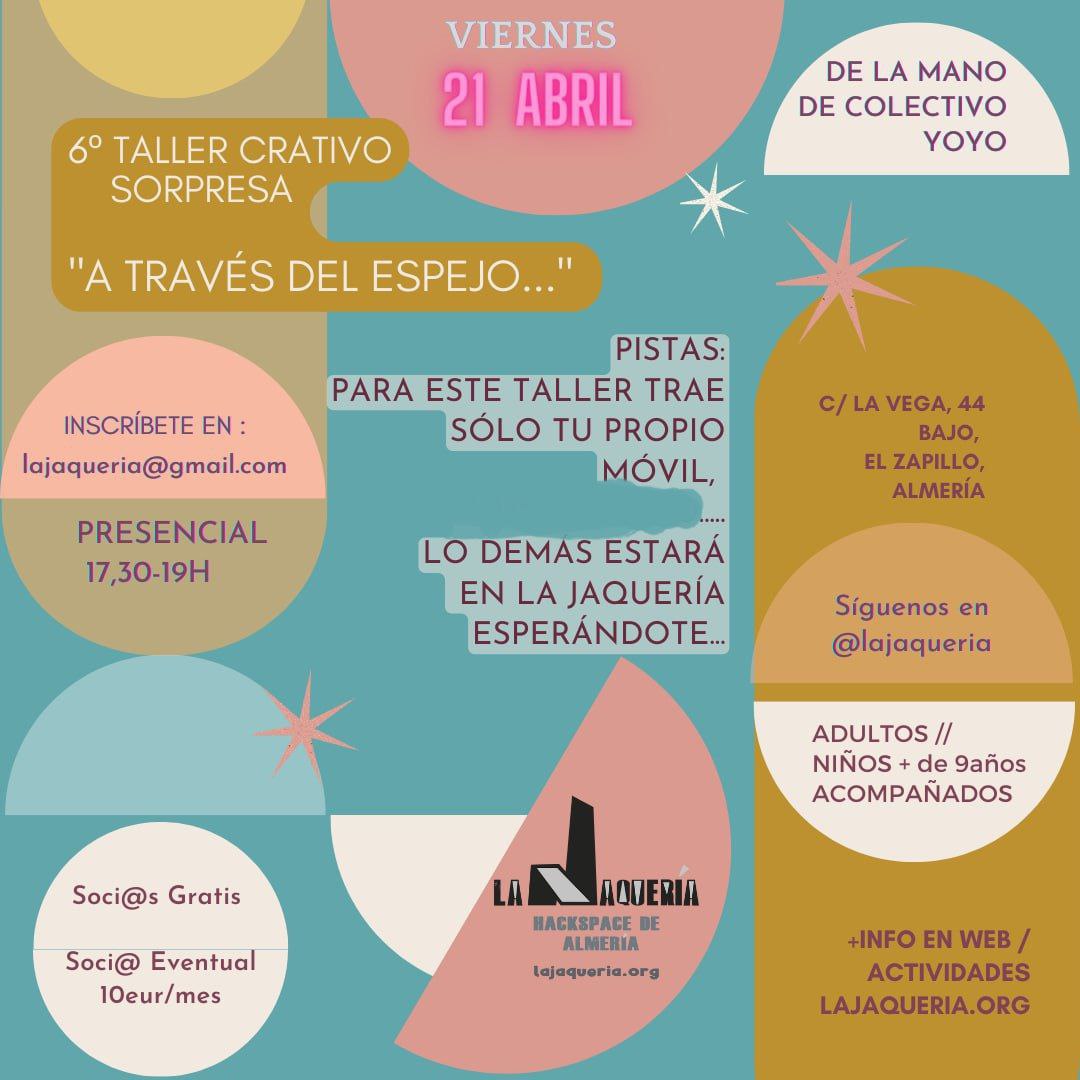 VIERNES
21 ABRIL
DE LA MANO
DE COLECTIVO
YOYO
6º TALLER CRATIVO
SORPRESA
"A TRAVÉS DEL ESPEJO..."
PISTAS:
PARA ESTE TALLER TRAE
SÓLO TU PROPIO
MÓVIL,
.....
LO DEMÁS ESTARÁ
EN LA JAQUERÍA
ESPERÁNDOTE...
INSCRÍBETE EN :
lajaqueria@gmail.com
PRESENCIAL
17,30-19H
C/ LA VEGA, 44
BAJO,
EL ZAPILLO,
ALMERÍA
Síguenos en
@lajaqueria
ADULTOS //
NIÑOS + de 9años
ACOMPAÑADOS
Soci@s Gratis
Soci@ Eventual
10eur/mes
LA JAQUERÍA
HACKSPACE DE
ALMERÍA
lajaqueria.org
+INFO EN WEB /
ACTIVIDADES
LAJAQUERIA.ORG